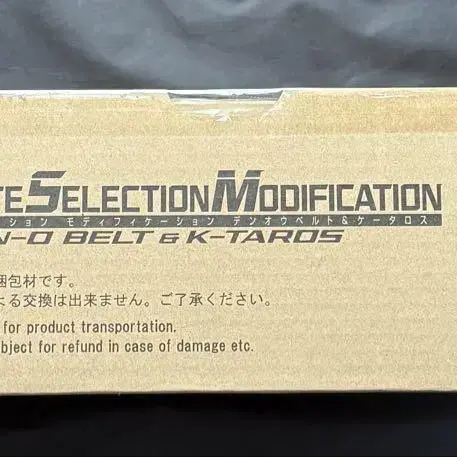 TE SELECTION MODIFICATION
ション モディフィケーション デンオウベルト&ケータロス
N-O BELT & K-TAROS
梱包材です。
よる交換は出来ません。ご了承ください。
for product transportation.
bject for refund in case of damage etc.